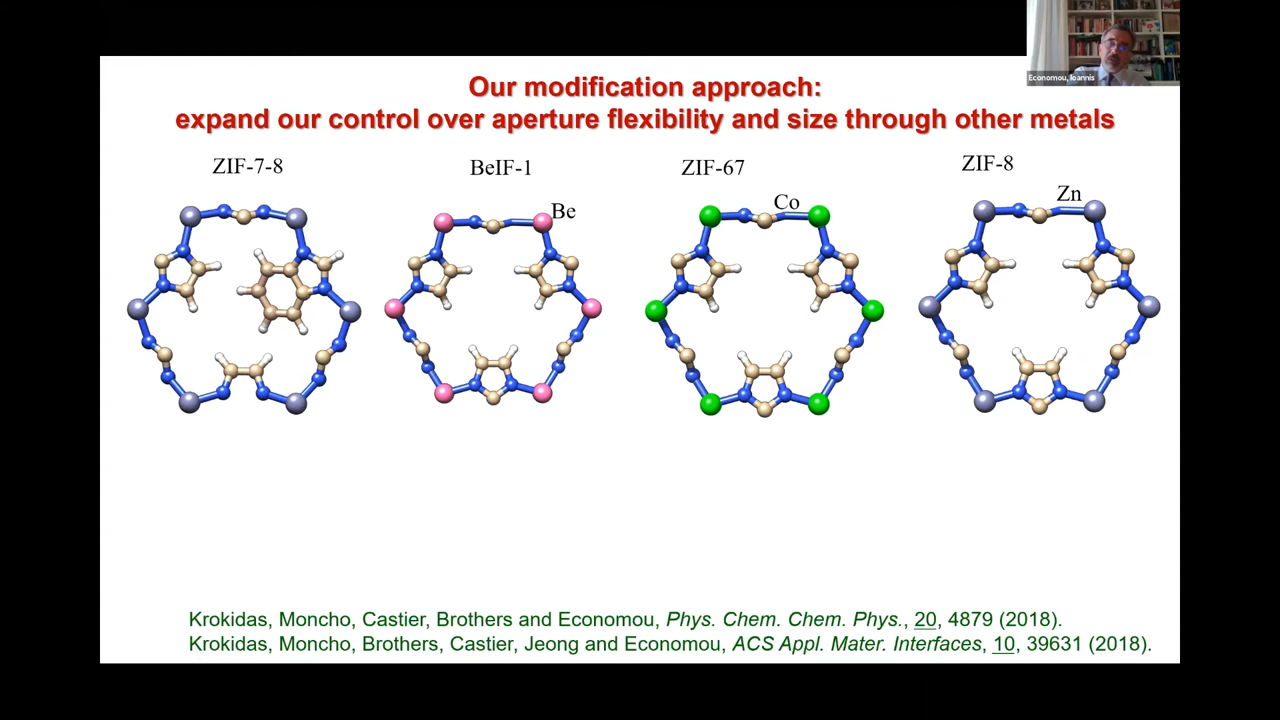 Economou, Ioannis
Our modification approach:
expand our control over aperture flexibility and size through other metals
ZIF-7-8
BeIF-1
ZIF-67
ZIF-8
Be
Co
Zn
Krokidas, Moncho, Castier, Brothers and Economou, Phys. Chem. Chem. Phys., 20, 4879 (2018).
Krokidas, Moncho, Brothers, Castier, Jeong and Economou, ACS Appl. Mater. Interfaces, 10, 39631 (2018).